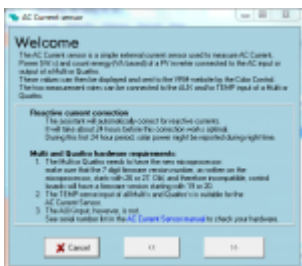 AC Current sensor
Welcome
The AC Current sensor is a simple external current sensor used to measure AC Current,
Power (W) and count energy (VA based) of a PV inverter connected to the AC input or
output of a Multi or Quattro.
These values can then be displayed and sent to the VRM website by the Color Control.
The two measurement wires can be connected to the AUX and/or TEMP input of a Multi or
Quattro.
Reactive current correction
The assistant will automatically correct for reactive currents.
It will take about 24 hours before the correction works optimal.
During this first 24 hour period, solar power might be reported during night time.
Multi and Quattro hardware requirements:
1. The Multi or Quattro needs to have the new microprocessor:
make sure that the 7 digit firmware version number, as written on the
microprocessor, starts with 26 or 27. Old, and therefore incompatible, control
boards will have a firmware version starting with 19 or 20.
2. The TEMP sense input of all Multi's and Quattro's is suitable for the
AC Current Sensor.
3. The AUX input, however, is not.
See serial number list in the AC Current Sensor manual to check your hardware.
Cancel
<<
>>